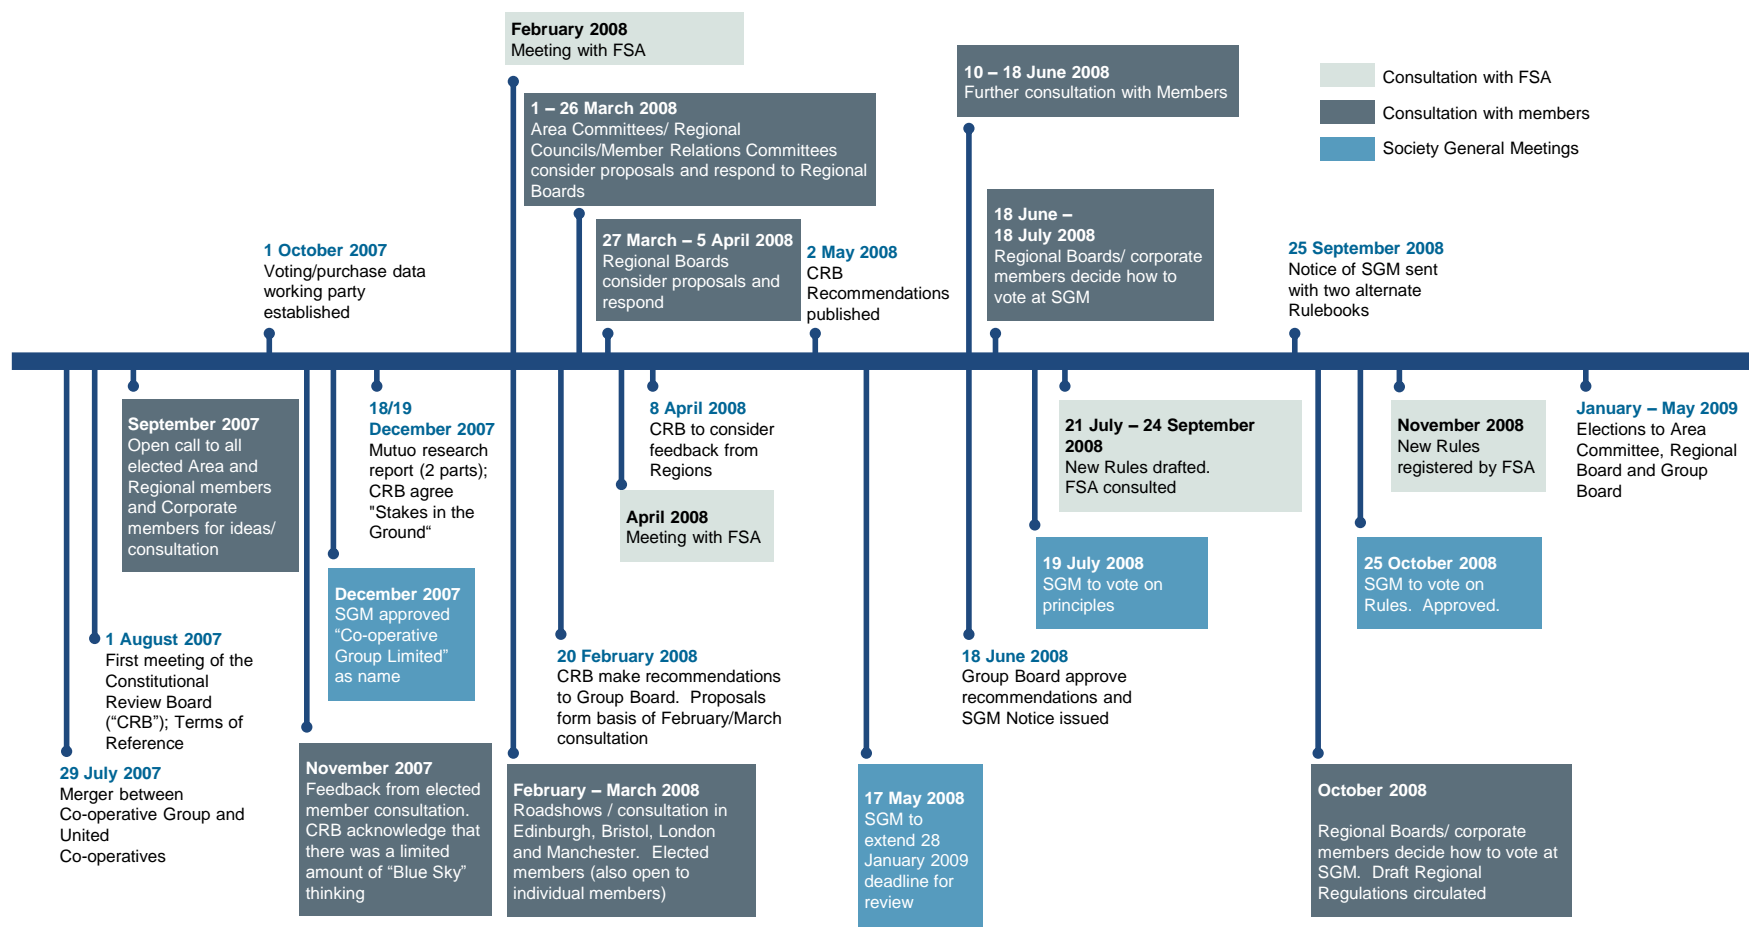 February 2008
Meeting with FSA
1 – 26 March 2008
Area Committees/ Regional
Councils/Member Relations Committees
consider proposals and respond to Regional
Boards
10 – 18 June 2008
Further consultation with Members
Consultation with FSA
Consultation with members
Society General Meetings
1 October 2007
Voting/purchase data
working party
established
27 March – 5 April 2008
Regional Boards
consider proposals and
respond
2 May 2008
CRB
Recommendations
published
18 June –
18 July 2008
Regional Boards/ corporate
members decide how to
vote at SGM
25 September 2008
Notice of SGM sent
with two alternate
Rulebooks
September 2007
Open call to all
elected Area and
Regional members
and Corporate
members for ideas/
consultation
18/19
December 2007
Mutuo research
report (2 parts);
CRB agree
"Stakes in the
Ground“
8 April 2008
CRB to consider
feedback from
Regions
April 2008
Meeting with FSA
21 July – 24 September
2008
New Rules drafted.
FSA consulted
November 2008
New Rules
registered by FSA
January – May 2009
Elections to Area
Committee, Regional
Board and Group
Board
December 2007
SGM approved
“Co-operative
Group Limited”
as name
19 July 2008
SGM to vote on
principles
25 October 2008
SGM to vote on
Rules. Approved.
1 August 2007
First meeting of the
Constitutional
Review Board
(“CRB”); Terms of
Reference
20 February 2008
CRB make recommendations
to Group Board. Proposals
form basis of February/March
consultation
18 June 2008
Group Board approve
recommendations and
SGM Notice issued
29 July 2007
Merger between
Co-operative Group and
United
Co-operatives
November 2007
Feedback from elected
member consultation.
CRB acknowledge that
there was a limited
amount of “Blue Sky”
thinking
February – March 2008
Roadshows / consultation in
Edinburgh, Bristol, London
and Manchester. Elected
members (also open to
individual members)
17 May 2008
SGM to
extend 28
January 2009
deadline for
review
October 2008
Regional Boards/ corporate
members decide how to vote at
SGM. Draft Regional
Regulations circulated